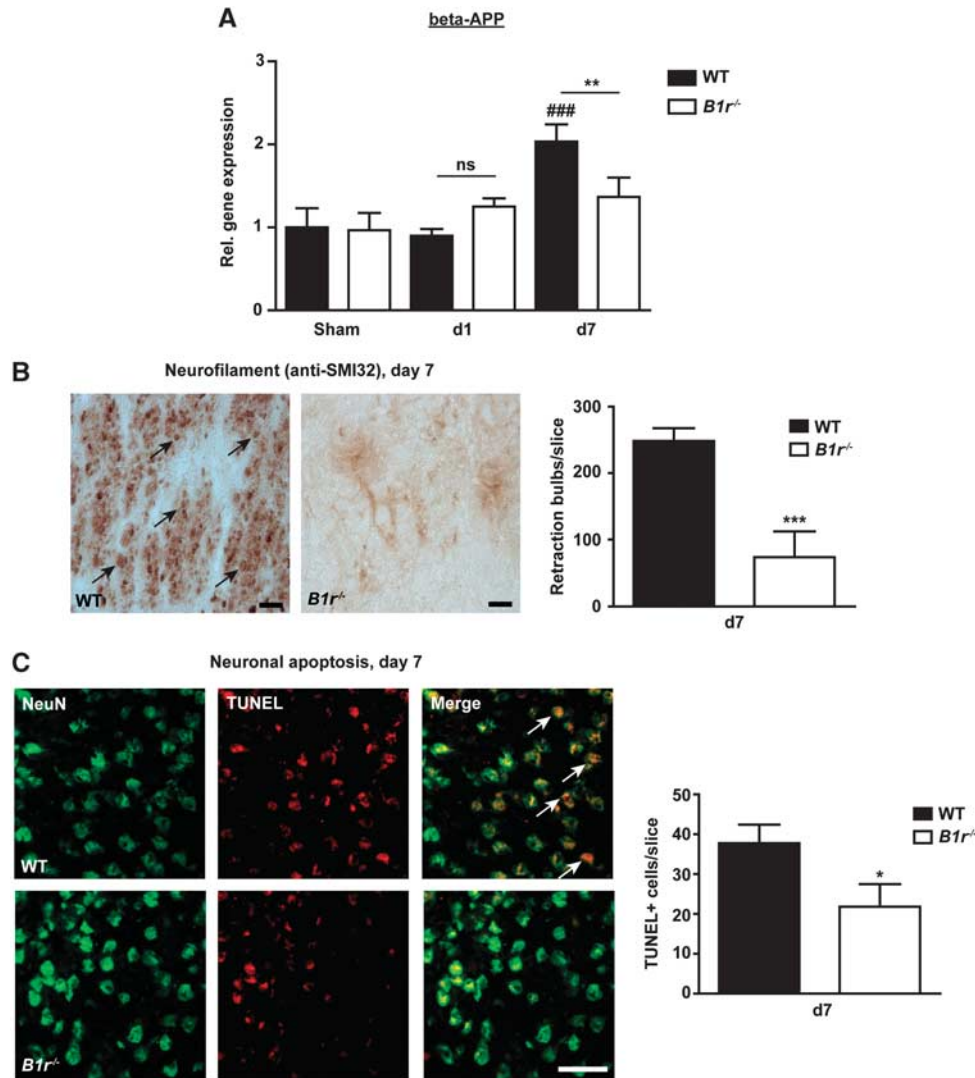 A
beta-APP
Rel. gene expression
3
2
1
0
###
**
ns
WT
B1r-/-
Sham
d1
d7
B
Neurofilament (anti-SMI32), day 7
WT
B1r-/-
Retraction bulbs/slice
300
200
100
0
***
WT
B1r-/-
d7
C
Neuronal apoptosis, day 7
NeuN
TUNEL
Merge
WT
B1r-/-
TUNEL+ cells/slice
50
40
30
20
10
0
*
WT
B1r-/-
d7